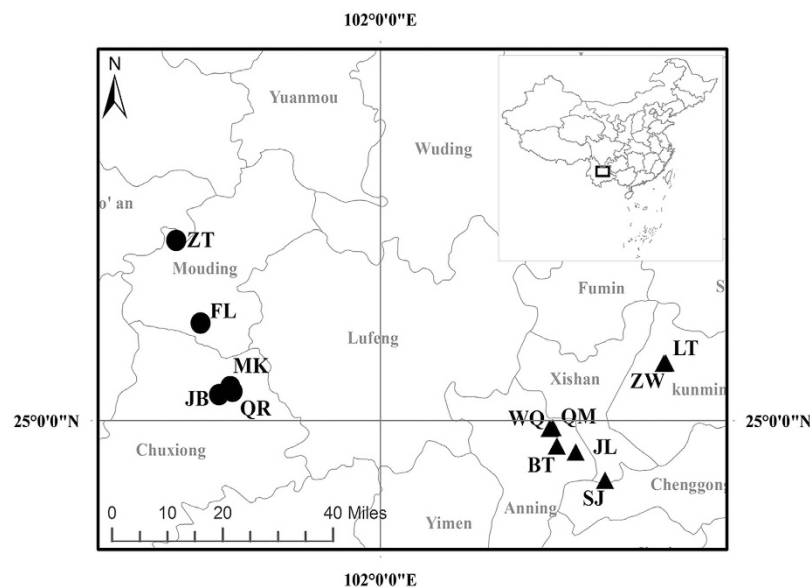 102°0'0"E
N
Yuanmou
Wuding
o' an
ZT
Mouding
Fumin
S
FL
Lufeng
LT
MK
Xishan
ZW
kunmin
JB
QR
25°0'0"N
25°0'0"N
WQ
QM
Chuxiong
BT
JL
Chenggong
SJ
0 10 20 40 Miles
Anning
Yimen
102°0'0"E